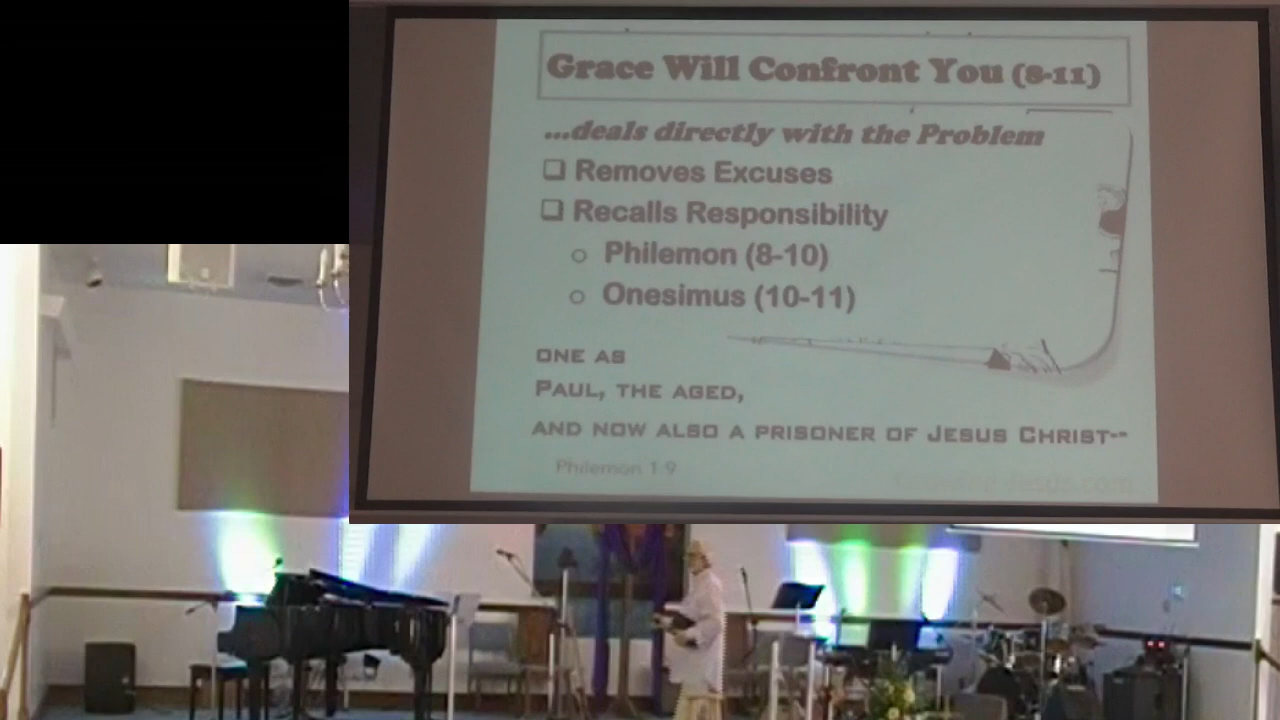 Grace Will Confront You (8-11)
...deals directly with the Problem
❑ Removes Excuses
❑ Recalls Responsibility
○ Philemon (8-10)
○ Onesimus (10-11)
ONE AS
PAUL, THE AGED,
AND NOW ALSO A PRISONER OF JESUS CHRIST--
Philemon 1:9